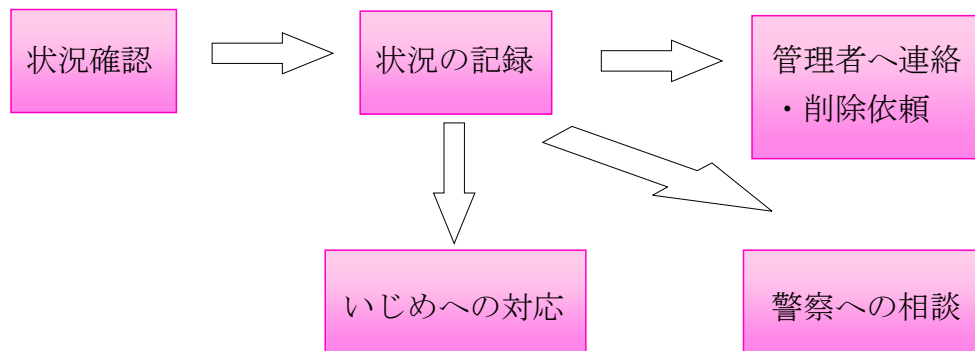 状況確認
状況の記録
管理者へ連絡
・削除依頼
いじめへの対応
警察への相談